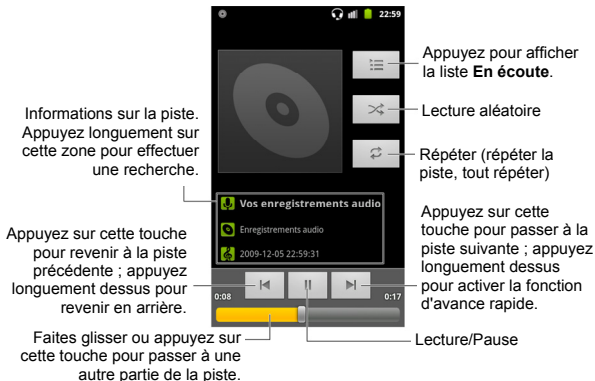 22:59
Appuyez pour afficher
la liste En écoute.
Lecture aléatoire
Répéter (répéter la
piste, tout répéter)
Informations sur la piste.
Appuyez longuement sur
cette zone pour effectuer
une recherche.
Vos enregistrements audio
Enregistrements audio
2009-12-05 22:59:31
Appuyez sur cette
touche pour passer à la
piste suivante ; appuyez
longuement dessus
pour activer la fonction
d'avance rapide.
Appuyez sur cette touche
pour revenir à la piste
précédente ; appuyez
longuement dessus pour
revenir en arrière.
0:08
0:17
Lecture/Pause
Faites glisser ou appuyez sur
cette touche pour passer à une
autre partie de la piste.